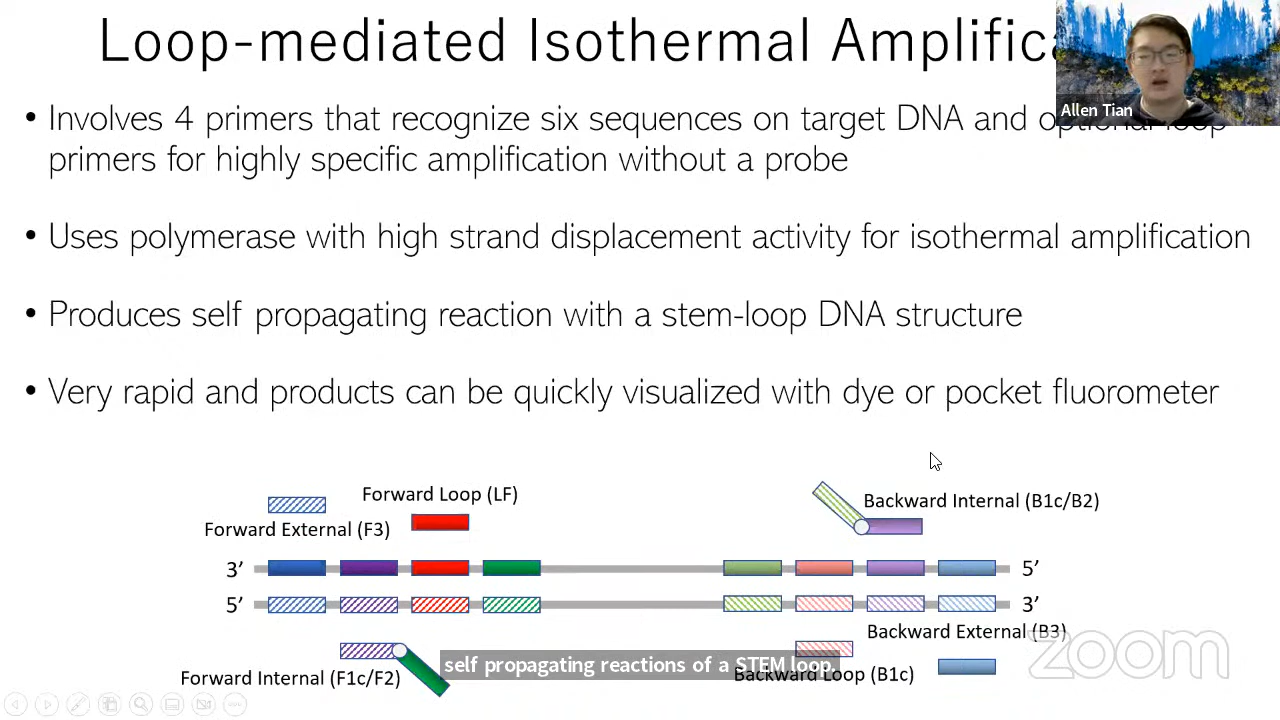 Loop-mediated Isothermal Amplific
Allen Tian
• Involves 4 primers that recognize six sequences on target DNA and optional loop
primers for highly specific amplification without a probe
• Uses polymerase with high strand displacement activity for isothermal amplification
• Produces self propagating reaction with a stem-loop DNA structure
• Very rapid and products can be quickly visualized with dye or pocket fluorometer
Forward Loop (LF)
Backward Internal (B1c/B2)
Forward External (F3)
3’ 5’
5’ 3’
Backward External (B3)
zoom
self propagating reactions of a STEM loop.
Forward Internal (F1c/F2)
Backward Loop (B1c)